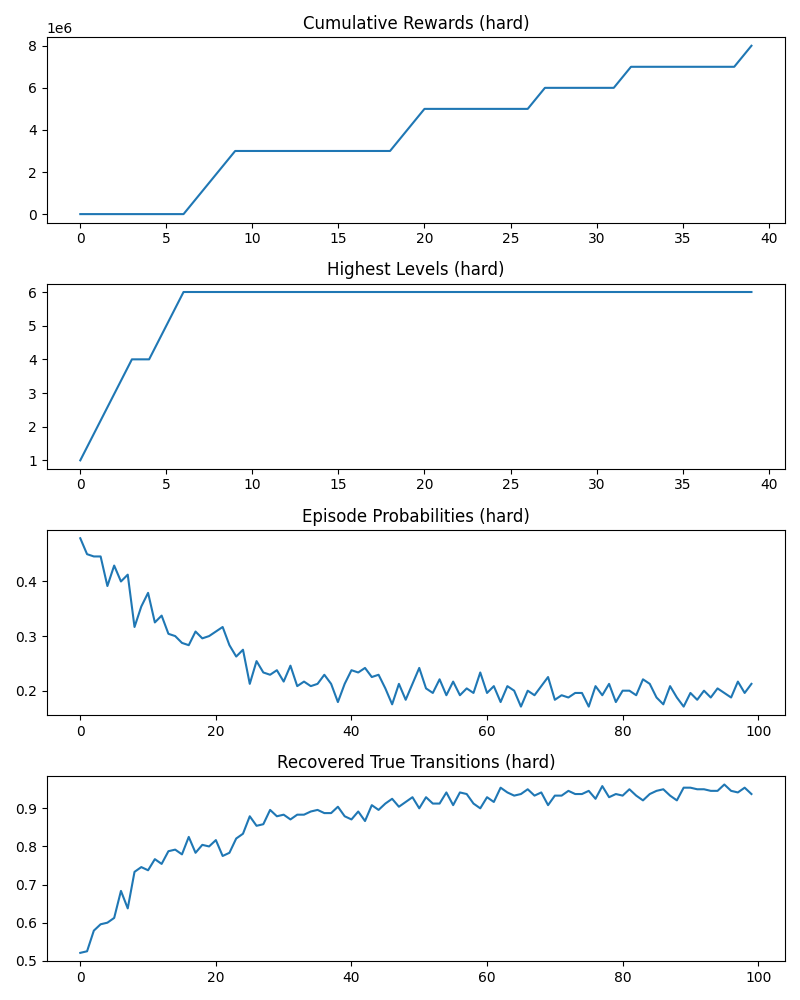 Cumulative Rewards (hard)
1e6
8
6
4
2
0
0 5 10 15 20 25 30 35 40
Highest Levels (hard)
6
5
4
3
2
1
0 5 10 15 20 25 30 35 40
Episode Probabilities (hard)
0.4
0.3
0.2
0 20 40 60 80 100
Recovered True Transitions (hard)
0.9
0.8
0.7
0.6
0.5
0 20 40 60 80 100